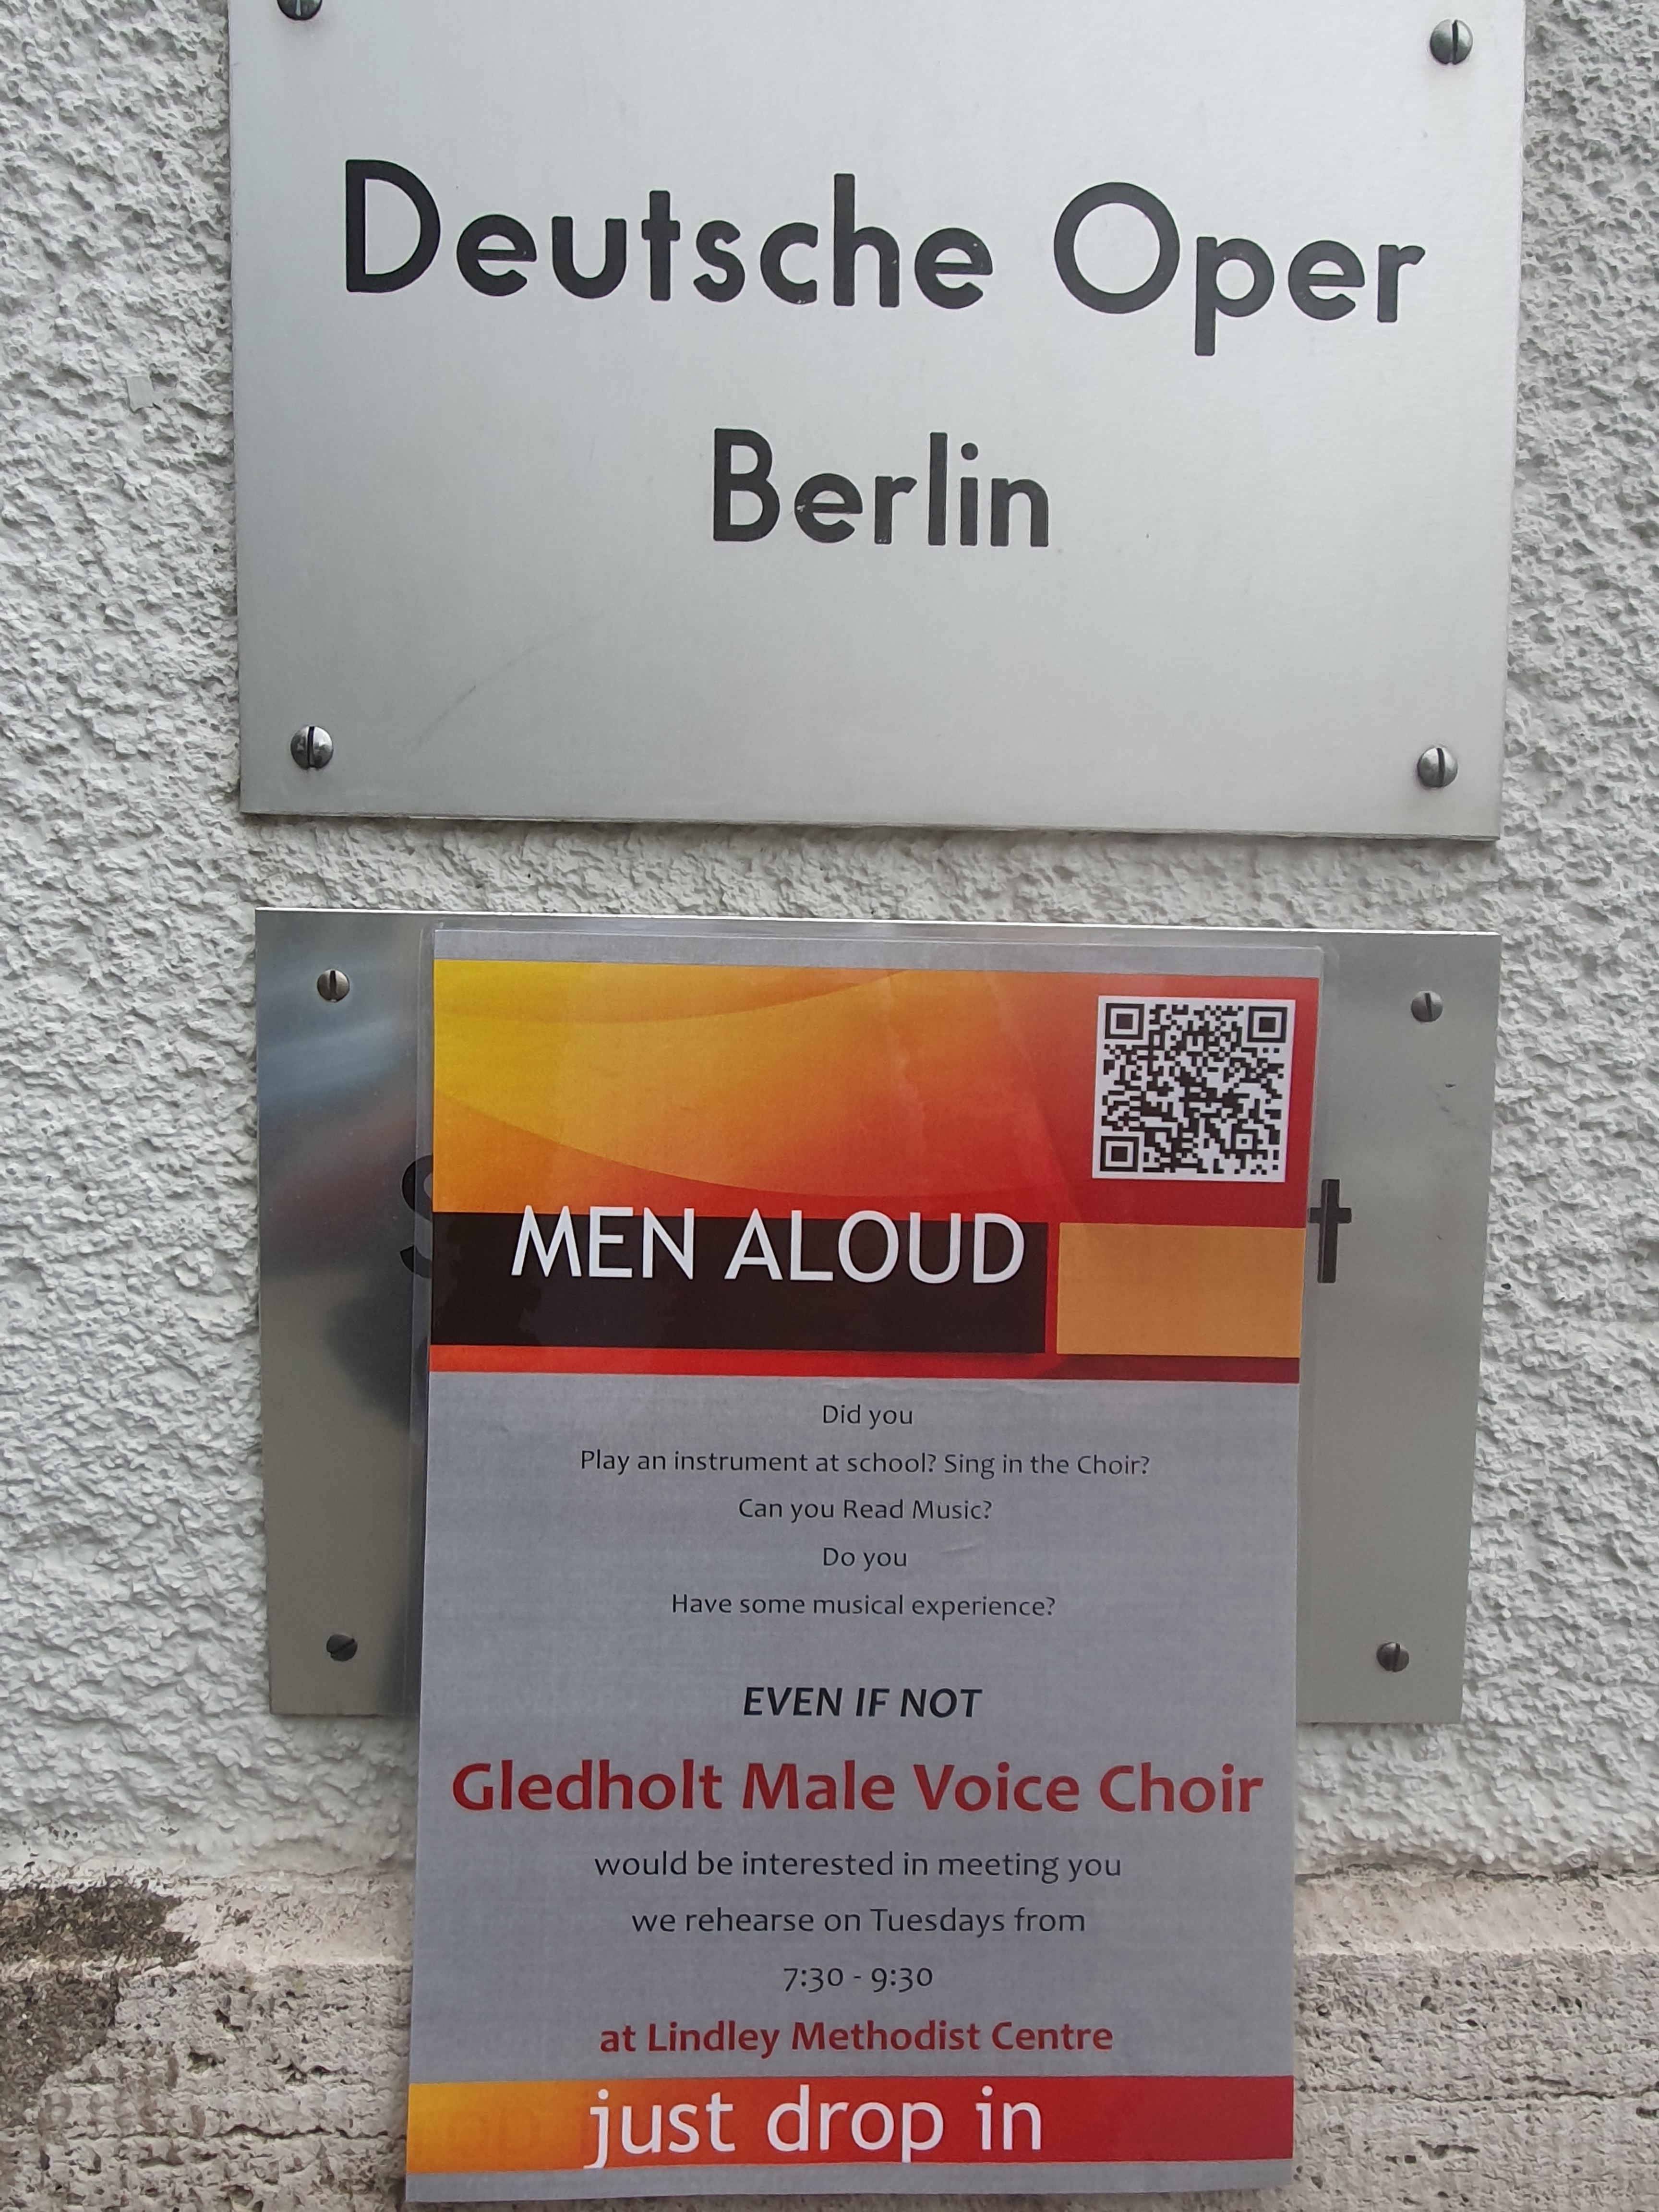 Deutsche Oper
Berlin
MEN ALOUD
Did you
Play an instrument at school? Sing in the Choir?
Can you Read Music?
Do you
Have some musical experience?
EVEN IF NOT
Gledholt Male Voice Choir
would be interested in meeting you
we rehearse on Tuesdays from
7:30 - 9:30
at Lindley Methodist Centre
just drop in